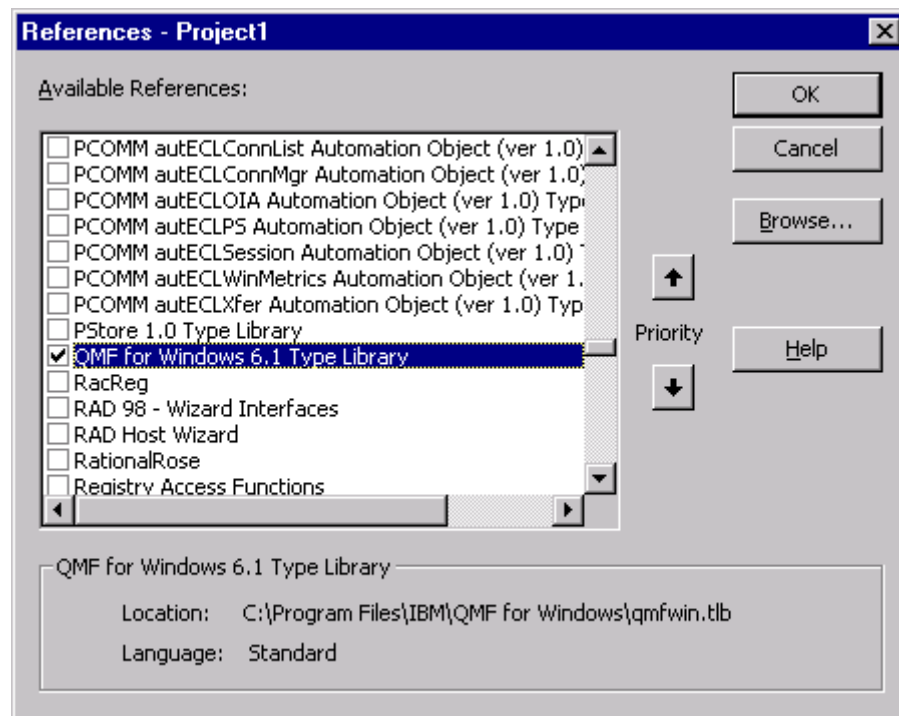 References - Project1
Available References:
PCOMM autECLConnList Automation Object (ver 1.0)
PCOMM autECLConnMgr Automation Object (ver 1.0)
PCOMM autECLOIA Automation Object (ver 1.0) Typ
PCOMM autECLPS Automation Object (ver 1.0) Type
PCOMM autECLSession Automation Object (ver 1.0)
PCOMM autECLWinMetrics Automation Object (ver 1.
PCOMM autECLXfer Automation Object (ver 1.0) Typ
PStore 1.0 Type Library
QMF for Windows 6.1 Type Library
RacReg
RAD 98 - Wizard Interfaces
RAD Host Wizard
RationalRose
Registry Access Functions
OK
Cancel
Browse...
Priority
Help
QMF for Windows 6.1 Type Library
Location: C:\Program Files\IBM\QMF for Windows\qmfwin.tlb
Language: Standard